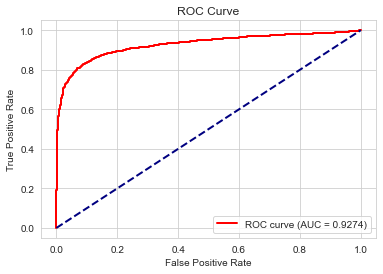 ROC Curve
True Positive Rate
1.0
0.8
0.6
0.4
0.2
0.0
ROC curve (AUC = 0.9274)
0.0 0.2 0.4 0.6 0.8 1.0
False Positive Rate